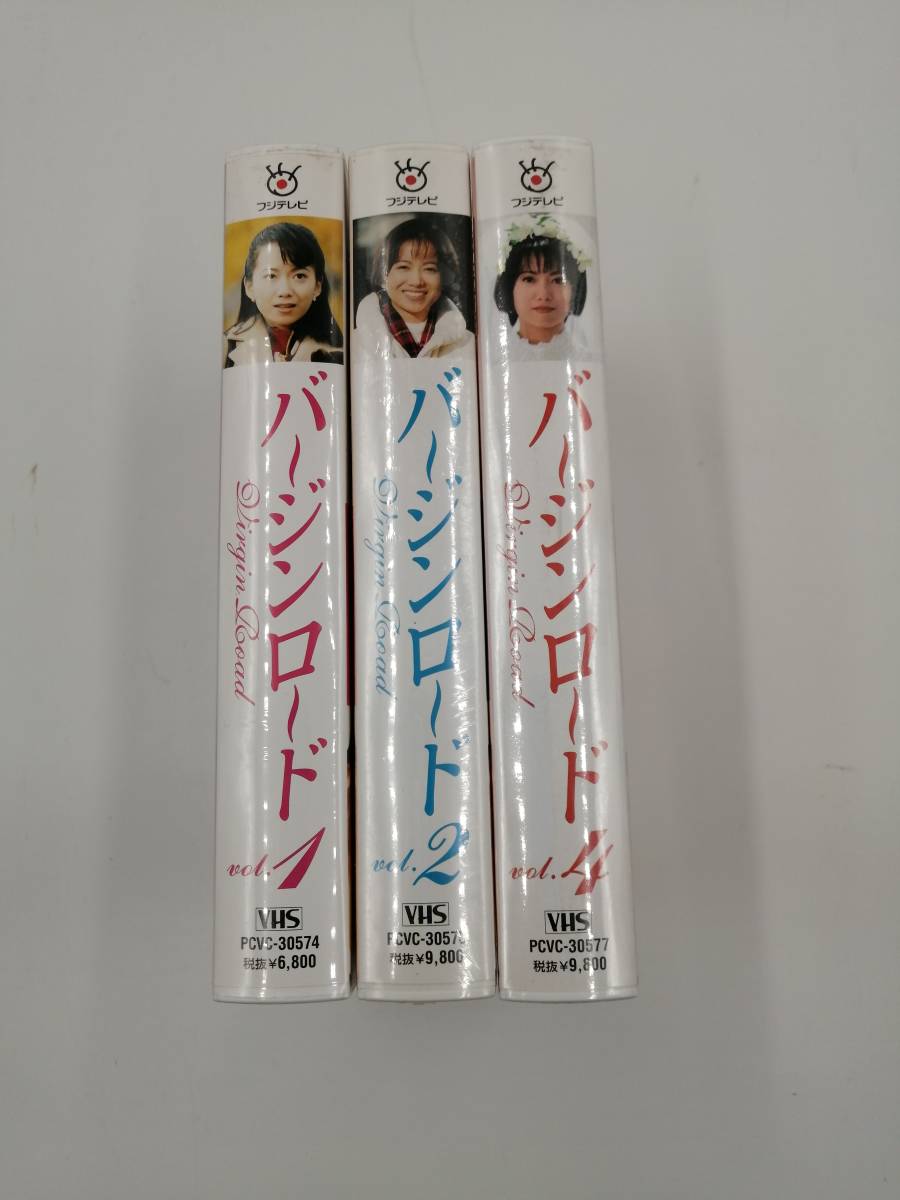 フジテレビ
バージンロード
Virgin Road
vol.1
VHS
PCVC-30574
税抜¥6,800
フジテレビ
バージンロード
Virgin Road
vol.2
VHS
税抜¥9,800
フジテレビ
バージンロード
Virgin Road
vol.4
VHS
PCVC-30577
税抜¥9,800